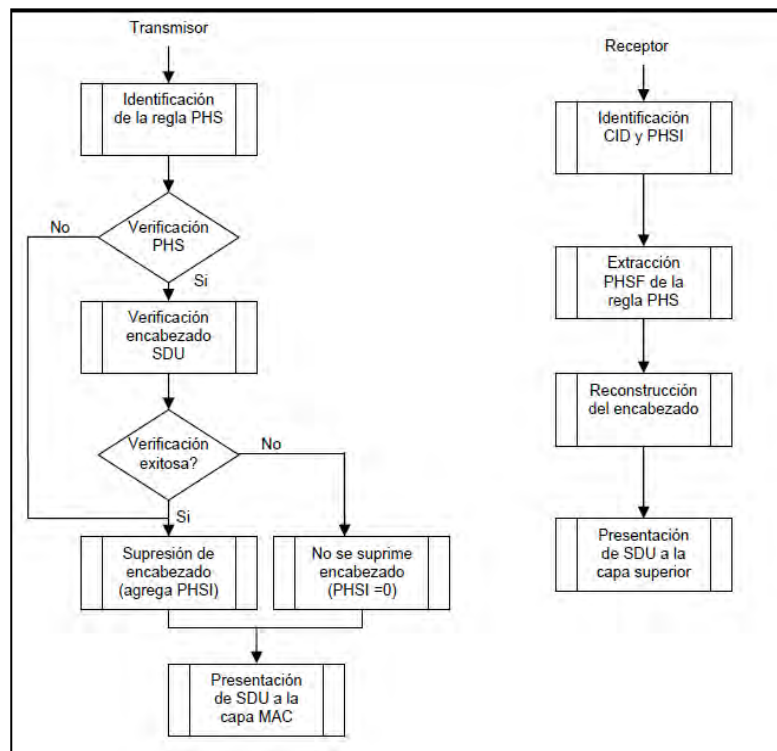 Transmisor
Identificación
de la regla PHS
No
Verificación
PHS
Si
Verificación
encabezado
SDU
Verificación
exitosa?
No
Si
Supresión de
encabezado
(agrega PHSI)
No se suprime
encabezado
(PHSI =0)
Presentación
de SDU a la
capa MAC
Receptor
Identificación
CID y PHSI
Extracción
PHSF de la
regla PHS
Reconstrucción
del encabezado
Presentación
de SDU a la
capa superior